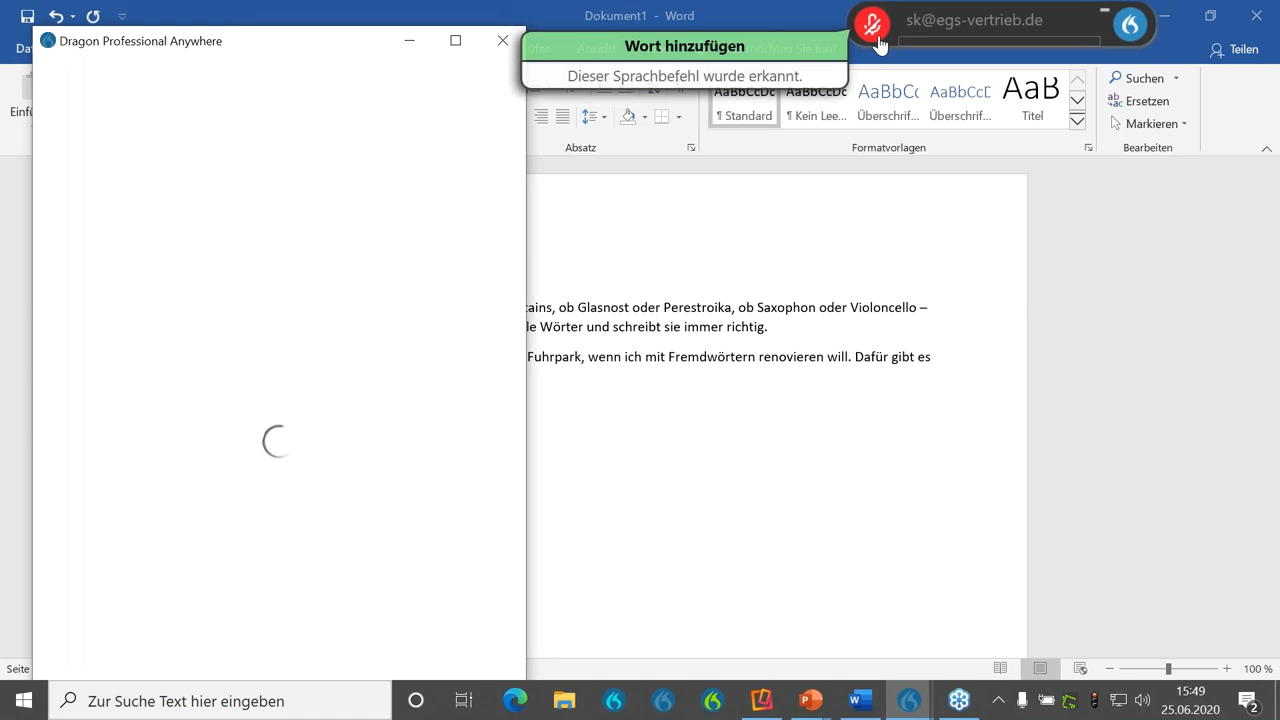 Dokument1 - Word
sk@egs-vertrieb.de
Dragon Professional Anywhere
Wort hinzufügen
Dieser Sprachbefehl wurde erkannt.
Teilen
AaBbCcDc AaBbCcDc AaBbCc AaBbCcD AaB
¶ Standard ¶ Kein Lee... Überschrif... Überschrif... Titel
Suchen
Ersetzen
Markieren
Absatz Formatvorlagen Bearbeiten
ob Glasnost oder Perestroika, ob Saxophon oder Violoncello –
Wörter und schreibt sie immer richtig.
Fuhrpark, wenn ich mit Fremdwörtern renovieren will. Dafür gibt es
Seite
100 %
Zur Suche Text hier eingeben
15:49
25.06.2020
2